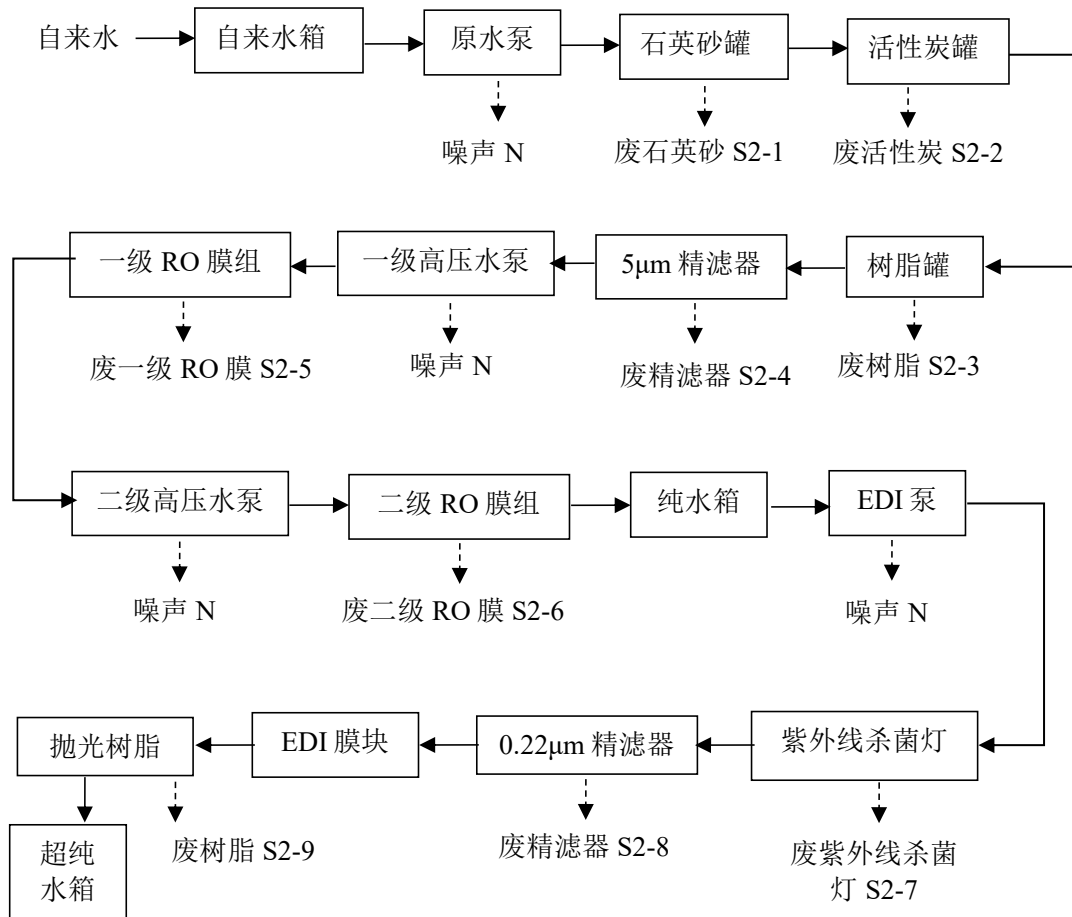 自来水
自来水箱
原水泵
石英砂罐
活性炭罐
噪声 N
废石英砂 S2-1
废活性炭 S2-2
一级 RO 膜组
一级高压水泵
5μm 精滤器
树脂罐
废一级 RO 膜 S2-5
噪声 N
废精滤器 S2-4
废树脂 S2-3
二级高压水泵
二级 RO 膜组
纯水箱
EDI 泵
噪声 N
废二级 RO 膜 S2-6
噪声 N
抛光树脂
EDI 膜块
0.22μm 精滤器
紫外线杀菌灯
超纯
水箱
废树脂 S2-9
废精滤器 S2-8
废紫外线杀菌
灯 S2-7